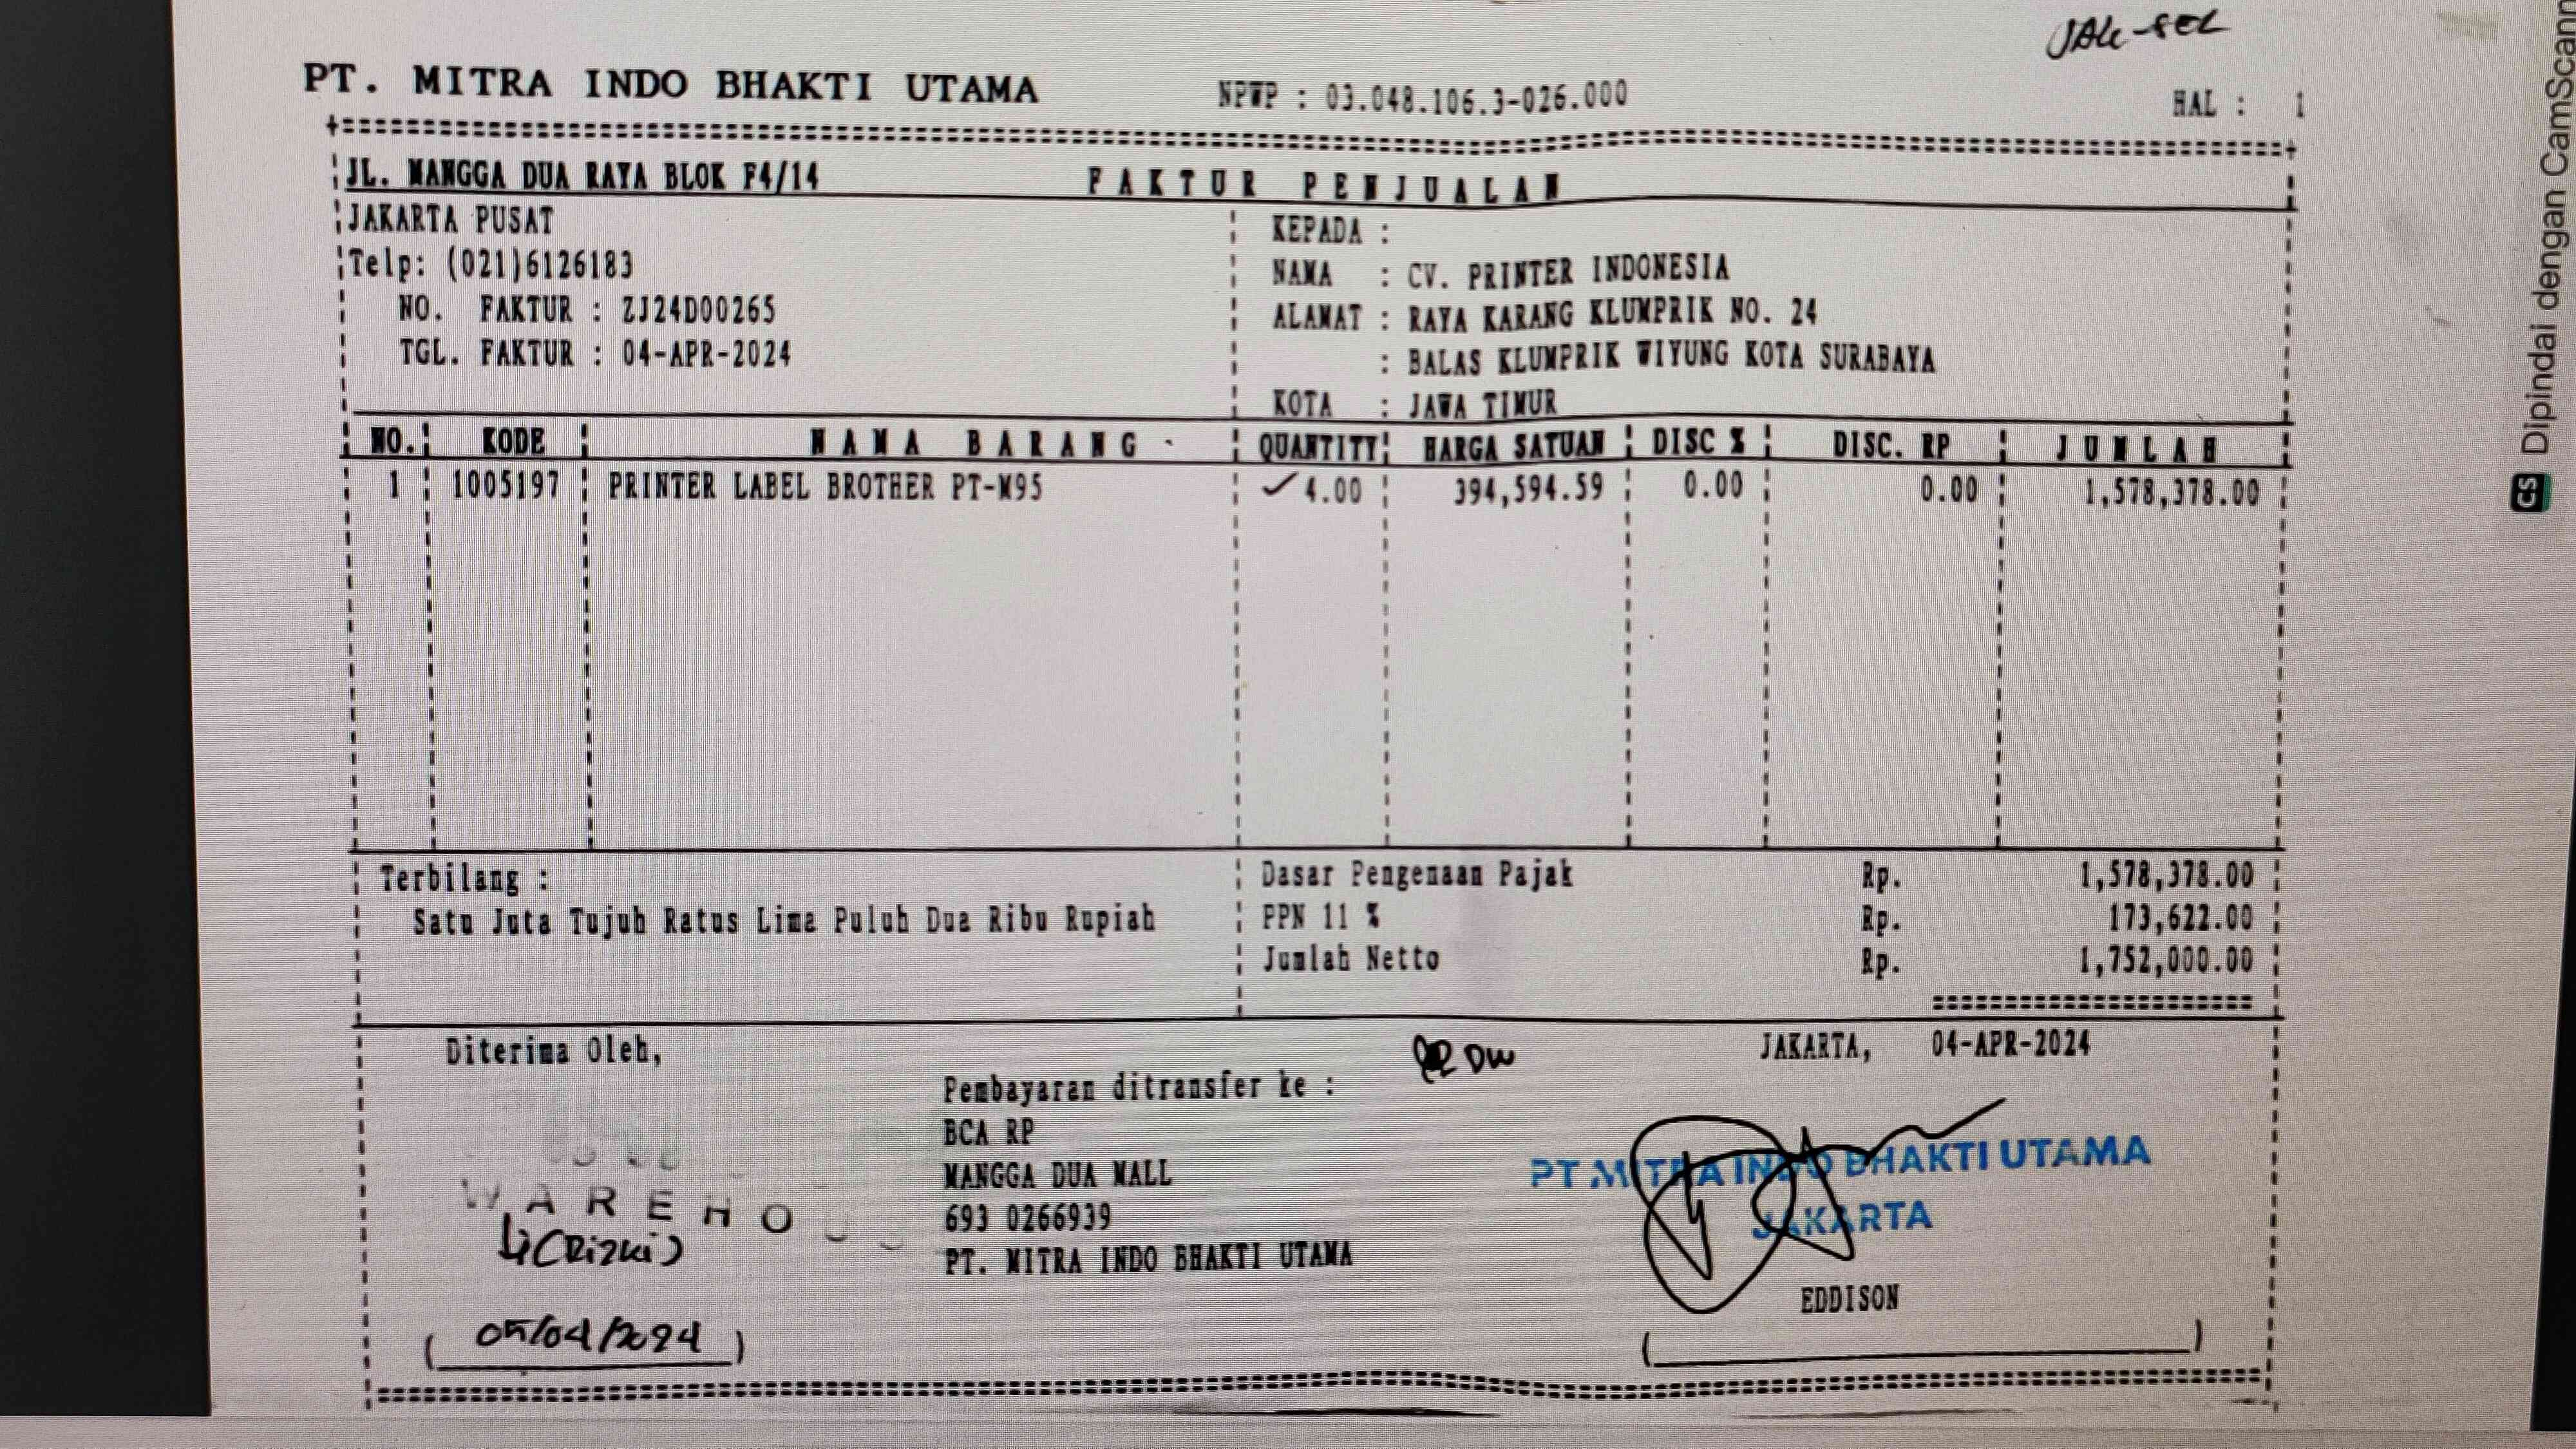 JAK-SEL
PT. MITRA INDO BHAKTI UTAMA NPWP : 03.048.106.3-026.000 HAL : 1
JL. MANGGA DUA RAYA BLOK F4/14 FAKTUR PENJUALAN
JAKARTA PUSAT KEPADA :
Telp: (021)6126183 NAMA : CV. PRINTER INDONESIA
NO. FAKTUR : ZJ24D00265 ALAMAT : RAYA KARANG KLUMPRIK NO. 24
TGL. FAKTUR : 04-APR-2024 : BALAS KLUMPRIK WIYUNG KOTA SURABAYA
KOTA : JAWA TIMUR
NO. KODE NAMA BARANG QUANTITY HARGA SATUAN DISC % DISC. RP JUMLAH
1 1005197 PRINTER LABEL BROTHER PT-M95 4.00 394,594.59 0.00 0.00 1,578,378.00
Terbilang : Dasar Pengenaan Pajak Rp. 1,578,378.00
Satu Juta Tujuh Ratus Lima Puluh Dua Ribu Rupiah PPN 11 % Rp. 173,622.00
Jumlah Netto Rp. 1,752,000.00
Diterima Oleh, JAKARTA, 04-APR-2024
Pembayaran ditransfer ke :
BCA RP
MANGGA DUA MALL
693 0266939
PT. MITRA INDO BHAKTI UTAMA
WAREHOUS
(Rizki)
05/04/2024
PT MITRA INDO BHAKTI UTAMA
JAKARTA
EDDISON
CS Dipindai dengan CamScann